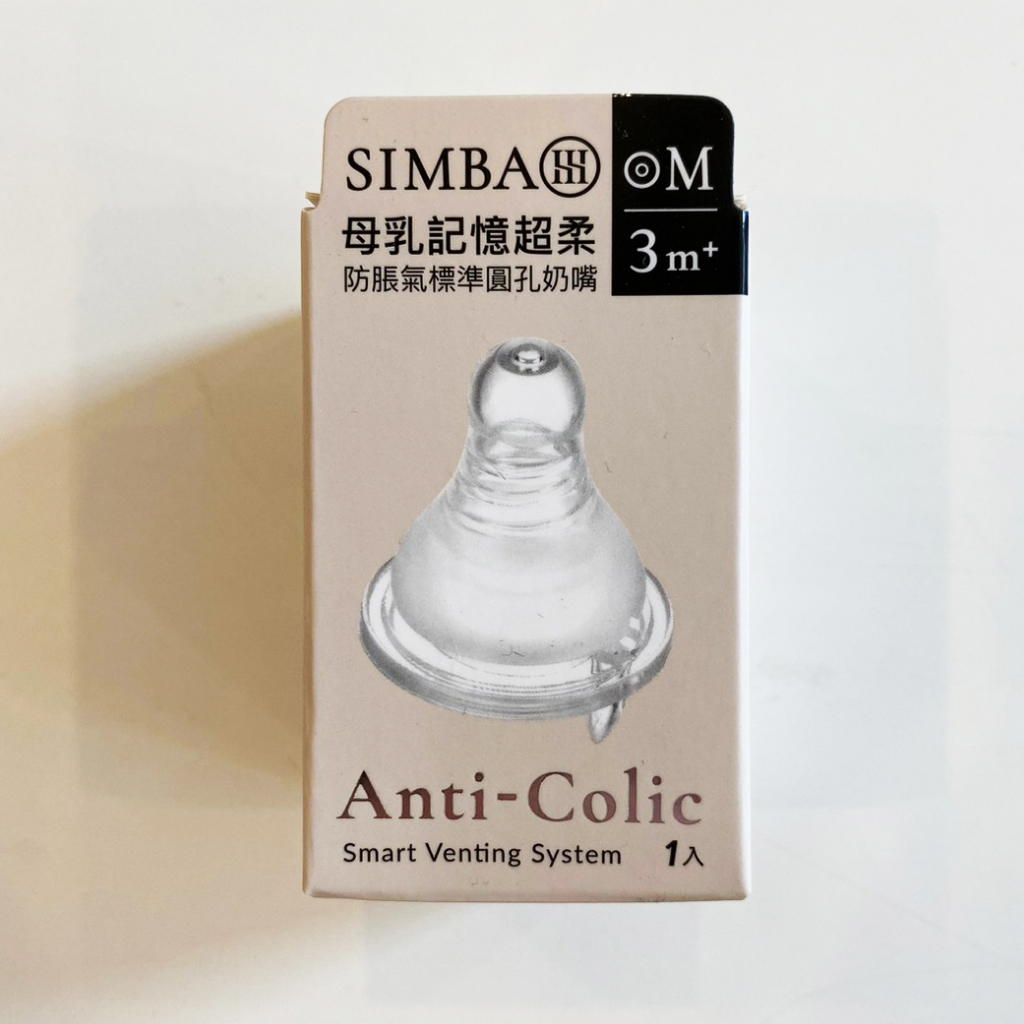 SIMBA
母乳記憶超柔
防脹氣標準圓孔奶嘴
M
3m+
Anti-Colic
Smart Venting System 1入